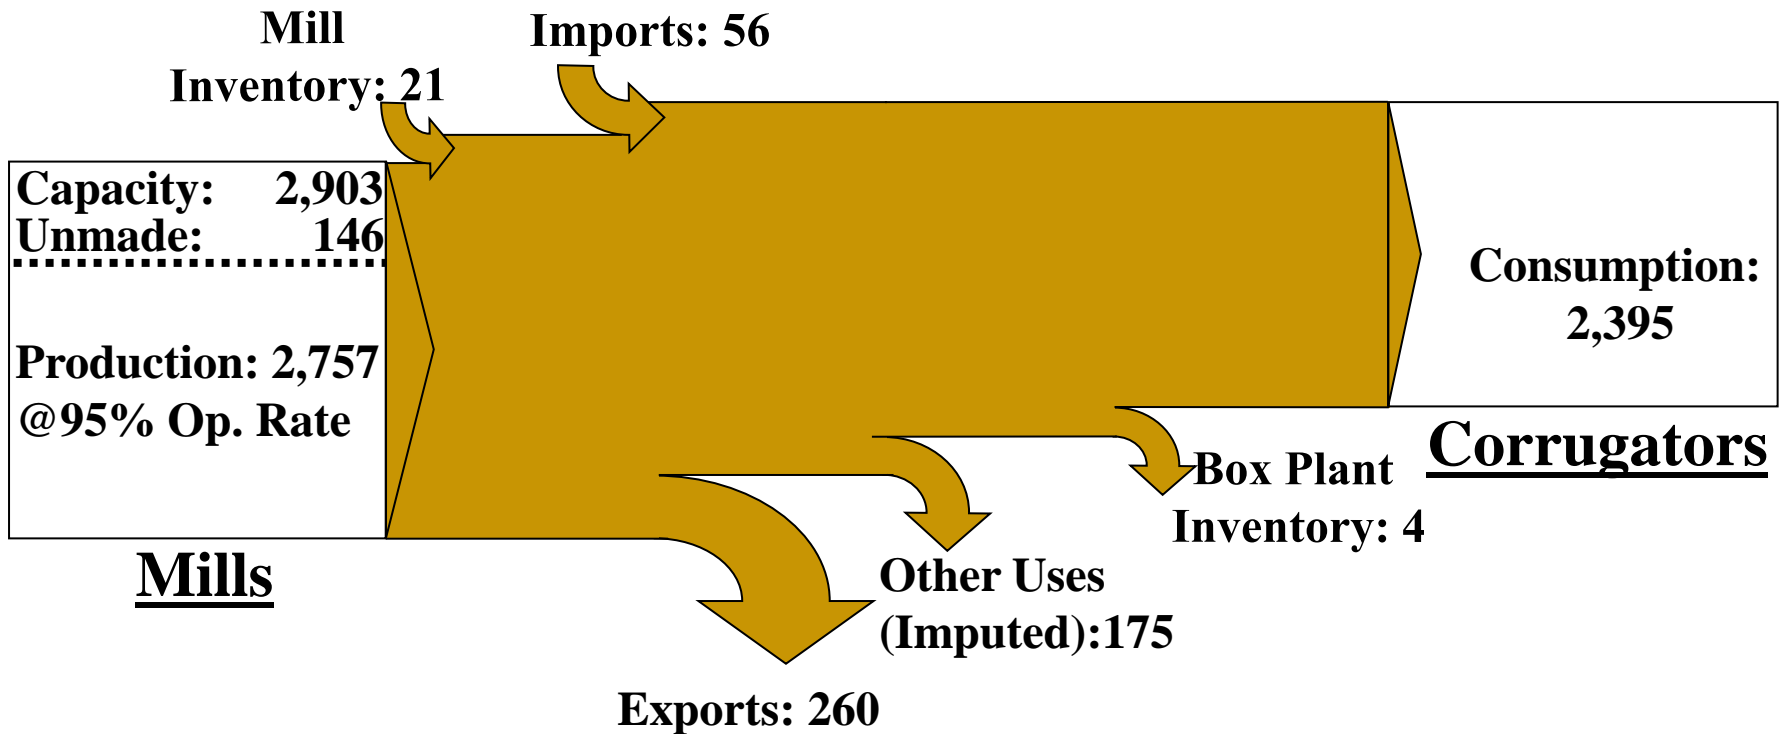 Mill
Inventory: 21
Imports: 56
Capacity: 2,903
Unmade: 146
Production: 2,757
@95% Op. Rate
Mills
Consumption:
2,395
Corrugators
Box Plant
Inventory: 4
Other Uses
(Imputed):175
Exports: 260